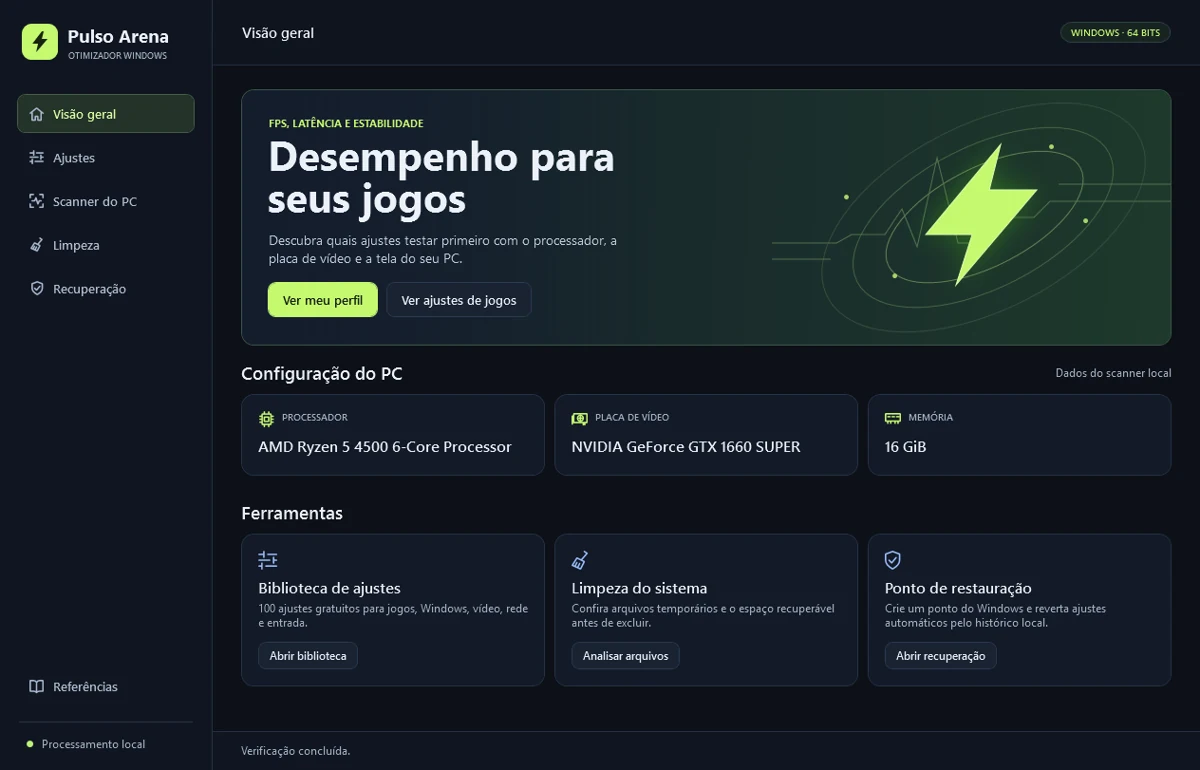 Pulso Arena
OTIMIZADOR WINDOWS
Visão geral
Ajustes
Scanner do PC
Limpeza
Recuperação
Referências
Processamento local
Visão geral
WINDOWS · 64 BITS
FPS, LATÊNCIA E ESTABILIDADE
Desempenho para
seus jogos
Descubra quais ajustes testar primeiro com o processador, a
placa de vídeo e a tela do seu PC.
Ver meu perfil
Ver ajustes de jogos
Configuração do PC
Dados do scanner local
PROCESSADOR
AMD Ryzen 5 4500 6-Core Processor
PLACA DE VÍDEO
NVIDIA GeForce GTX 1660 SUPER
MEMÓRIA
16 GiB
Ferramentas
Biblioteca de ajustes
100 ajustes gratuitos para jogos, Windows, vídeo, rede
e entrada.
Abrir biblioteca
Limpeza do sistema
Confira arquivos temporários e o espaço recuperável
antes de excluir.
Analisar arquivos
Ponto de restauração
Crie um ponto do Windows e reverta ajustes
automáticos pelo histórico local.
Abrir recuperação
Verificação concluída.